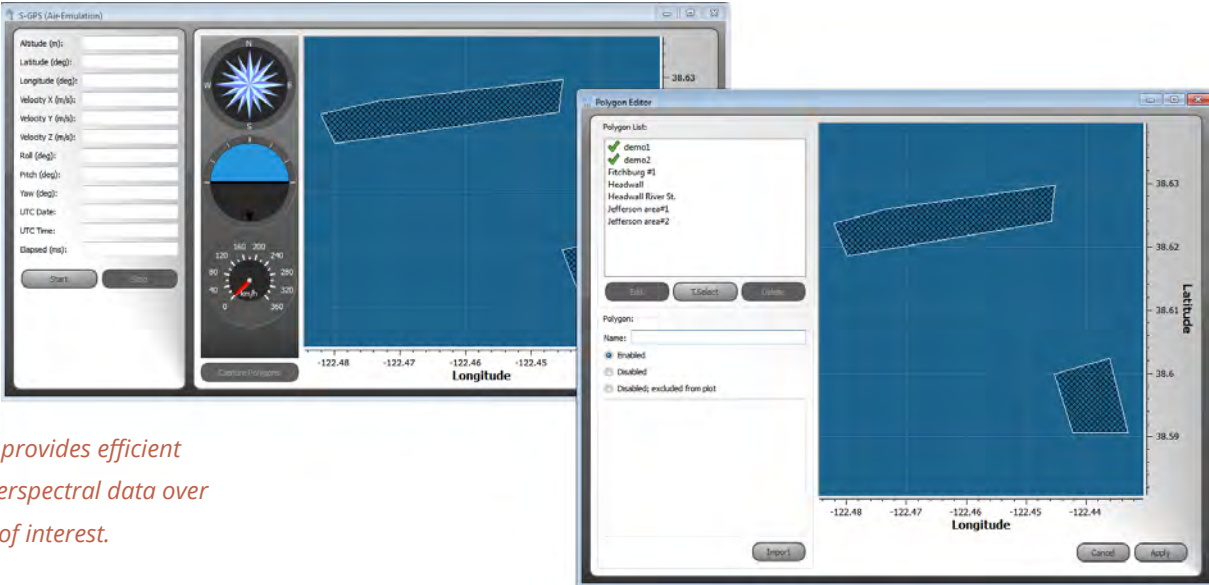 S-GPS (Air-Emulation)
Altitude (m):
Latitude (deg):
Longitude (deg):
Velocity X (m/s):
Velocity Y (m/s):
Velocity Z (m/s):
Roll (deg):
Pitch (deg):
Yaw (deg):
UTC Date:
UTC Time:
Elapsed (ms):
Start
N
W
S
0
40
80
120
160
200
240
280
320
360
km/h
Capture Polygons
38.63
-122.48
-122.47
-122.46
-122.45
Longitude
Polygon Editor
Polygon List:
demo1
demo2
Fitchburg #1
Headwall
Headwall River St.
Jefferson area#1
Jefferson area#2
Edit
T.Select
Delete
Polygon:
Name:
Enabled
Disabled
Disabled; excluded from plot
Import
38.63
38.62
38.61
38.6
38.59
Latitude
-122.48
-122.47
-122.46
-122.45
-122.44
Longitude
Cancel
Apply
provides efficient
erspectral data over
of interest.